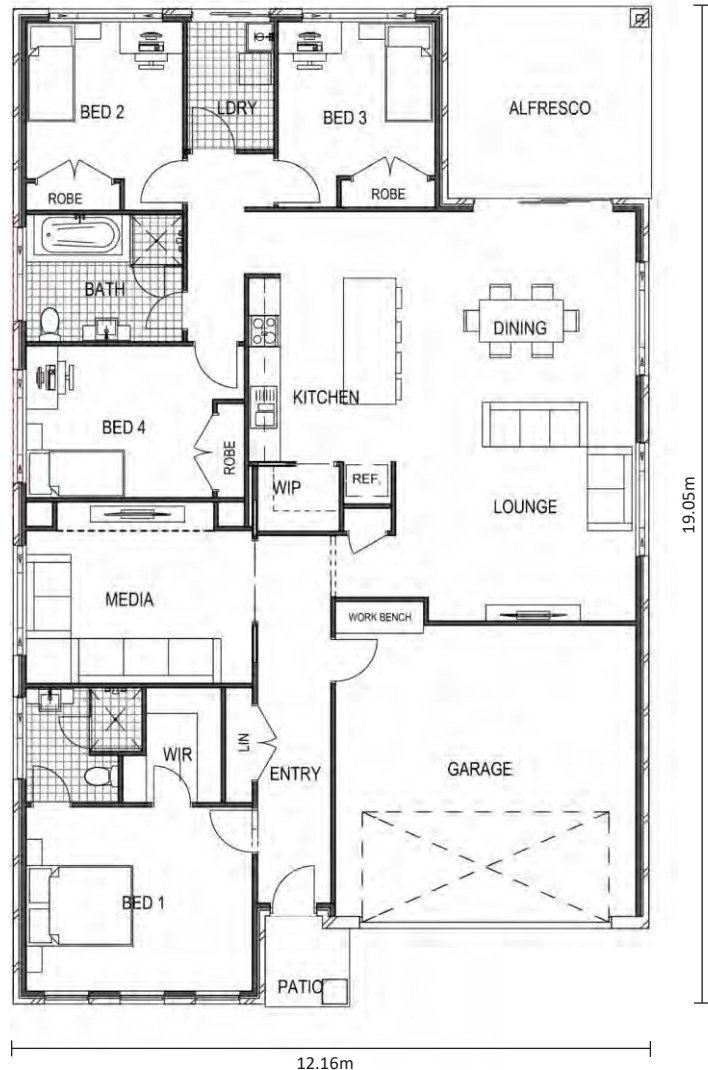 BED 2
LDRY
BED 3
ALFRESCO
ROBE
ROBE
BATH
DINING
KITCHEN
BED 4
ROBE
WIP
REF.
LOUNGE
MEDIA
WORK BENCH
LIN
WIR
ENTRY
GARAGE
BED 1
PATIO
19.05m
12.16m